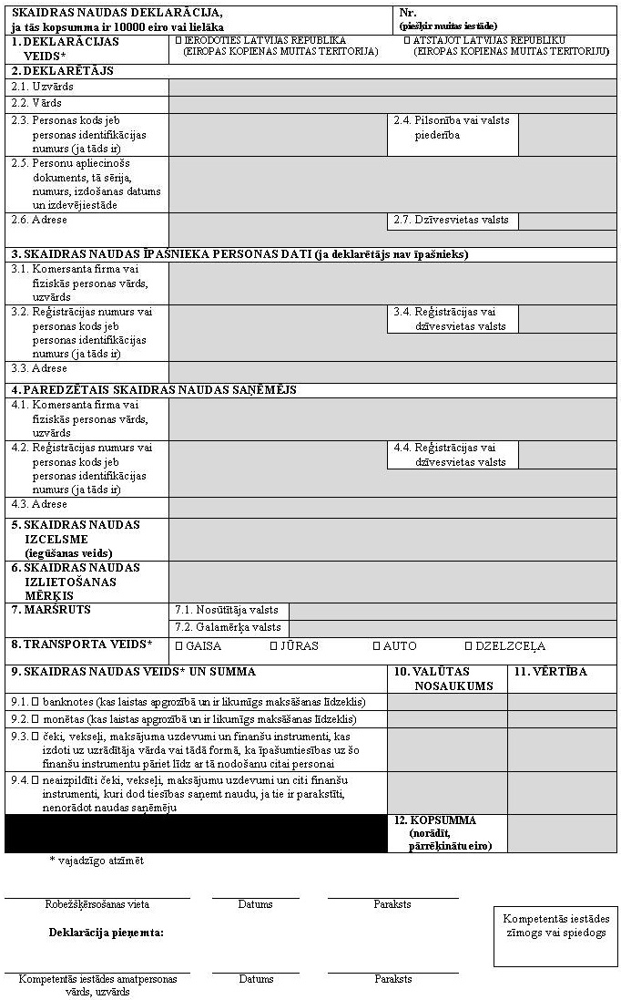 SKAIDRAS NAUDAS DEKLARĀCIJA,
ja tās kopsumma ir 10000 eiro vai lielāka
Nr.
(piešķir muitas iestāde)
1. DEKLARĀCIJAS
VEIDS*
☐ IERODOTIES LATVIJAS REPUBLIKA
(EIROPAS KOPIENAS MUITAS TERITORIJA)
☐ ATSTAJOT LATVIJAS REPUBLIKU
(EIROPAS KOPIENAS MUITAS TERITORIJU)
2. DEKLARĒTĀJS
2.1. Uzvārds
2.2. Vārds
2.3. Personas kods jeb
personas identifikācijas
numurs (ja tāds ir)
2.4. Pilsonība vai valsts
piederība
2.5. Personu apliecinošs
dokuments, tā sērija,
numurs, izdošanas datums
un izdevējiestāde
2.6. Adrese
2.7. Dzīvesvietas valsts
3. SKAIDRAS NAUDAS ĪPAŠNIEKA PERSONAS DATI (ja deklarētājs nav īpašnieks)
3.1. Komersanta firma vai
fiziskās personas vārds,
uzvārds
3.2. Reģistrācijas numurs vai
personas kods jeb
personas identifikācijas
numurs (ja tāds ir)
3.4. Reģistrācijas vai
dzīvesvietas valsts
3.3. Adrese
4. PAREDZĒTAIS SKAIDRAS NAUDAS SAŅĒMĒJS
4.1. Komersanta firma vai
fiziskās personas vārds,
uzvārds
4.2. Reģistrācijas numurs vai
personas kods jeb
personas identifikācijas
numurs (ja tāds ir)
4.4. Reģistrācijas vai
dzīvesvietas valsts
4.3. Adrese
5. SKAIDRAS NAUDAS
IZCELSME
(iegūšanas veids)
6. SKAIDRAS NAUDAS
IZLIETOŠANAS
MĒRĶIS
7. MARŠRUTS
7.1. Nosūtītāja valsts
7.2. Galamērķa valsts
8. TRANSPORTA VEIDS*
☐ GAISA ☐ JŪRAS ☐ AUTO ☐ DZELZCEĻA
9. SKAIDRAS NAUDAS VEIDS* UN SUMMA
10. VALŪTAS
NOSAUKUMS
11. VĒRTĪBA
9.1. ☐ banknotes (kas laistas apgrozībā un ir likumīgs maksāšanas līdzeklis)
9.2. ☐ monētas (kas laistas apgrozībā un ir likumīgs maksāšanas līdzeklis)
9.3. ☐ čeki, vekseļi, maksājuma uzdevumi un finanšu instrumenti, kas
izdoti uz uzrādītāja vārda vai tādā formā, ka īpašumtiesības uz šo
finanšu instrumentu pāriet līdz ar tā nodošanu citai personai
9.4. ☐ neaizpildīti čeki, vekseļi, maksājumu uzdevumi un citi finanšu
instrumenti, kuri dod tiesības saņemt naudu, ja tie ir parakstīti,
nenorādot naudas saņēmēju
12. KOPSUMMA
(norādīt,
pārrēķinātu eiro)
* vajadzīgo atzīmēt
Robežšķērsošanas vieta
Datums
Paraksts
Deklarācija pieņemta:
Kompetentās iestādes
zīmogs vai spiedogs
Kompetentās iestādes amatpersonas
vārds, uzvārds
Datums
Paraksts